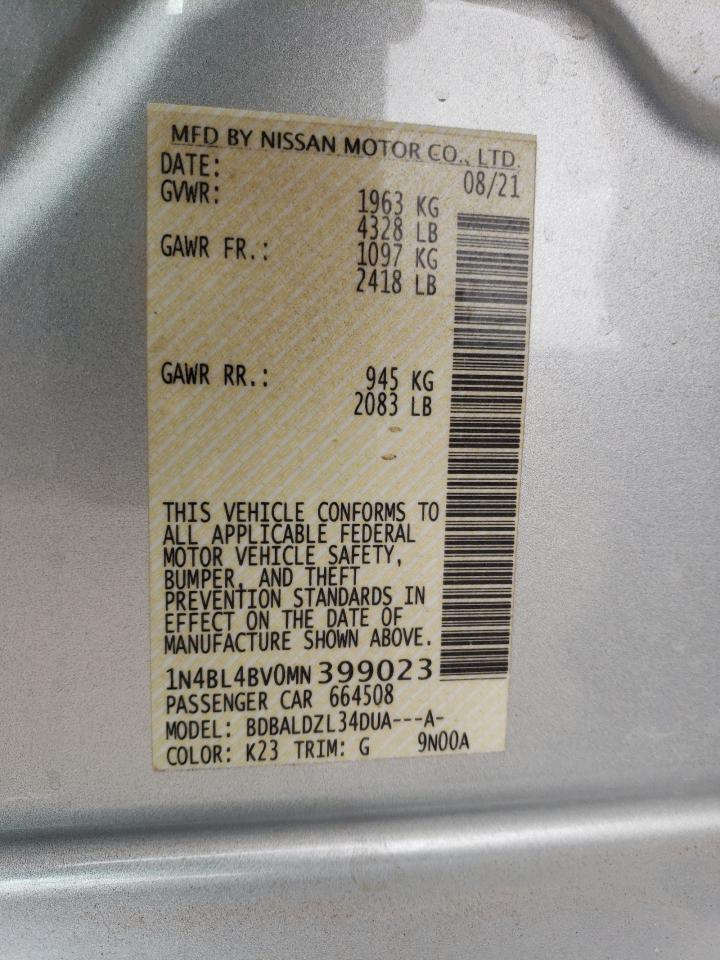 MFD BY NISSAN MOTOR CO., LTD.
DATE: 08/21
GVWR: 1963 KG
4328 LB
GAWR FR.: 1097 KG
2418 LB
GAWR RR.: 945 KG
2083 LB
THIS VEHICLE CONFORMS TO
ALL APPLICABLE FEDERAL
MOTOR VEHICLE SAFETY,
BUMPER, AND THEFT
PREVENTION STANDARDS IN
EFFECT ON THE DATE OF
MANUFACTURE SHOWN ABOVE.
1N4BL4BV0MN399023
PASSENGER CAR 664508
MODEL: BDBALDZL34DUA---A-
COLOR: K23 TRIM: G 9N00A